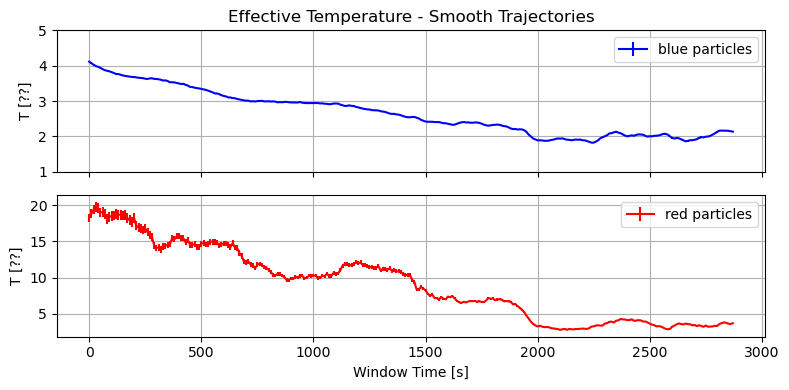 Effective Temperature - Smooth Trajectories
5
4
3
2
1
T [??]
blue particles
20
15
10
5
T [??]
red particles
0 500 1000 1500 2000 2500 3000
Window Time [s]